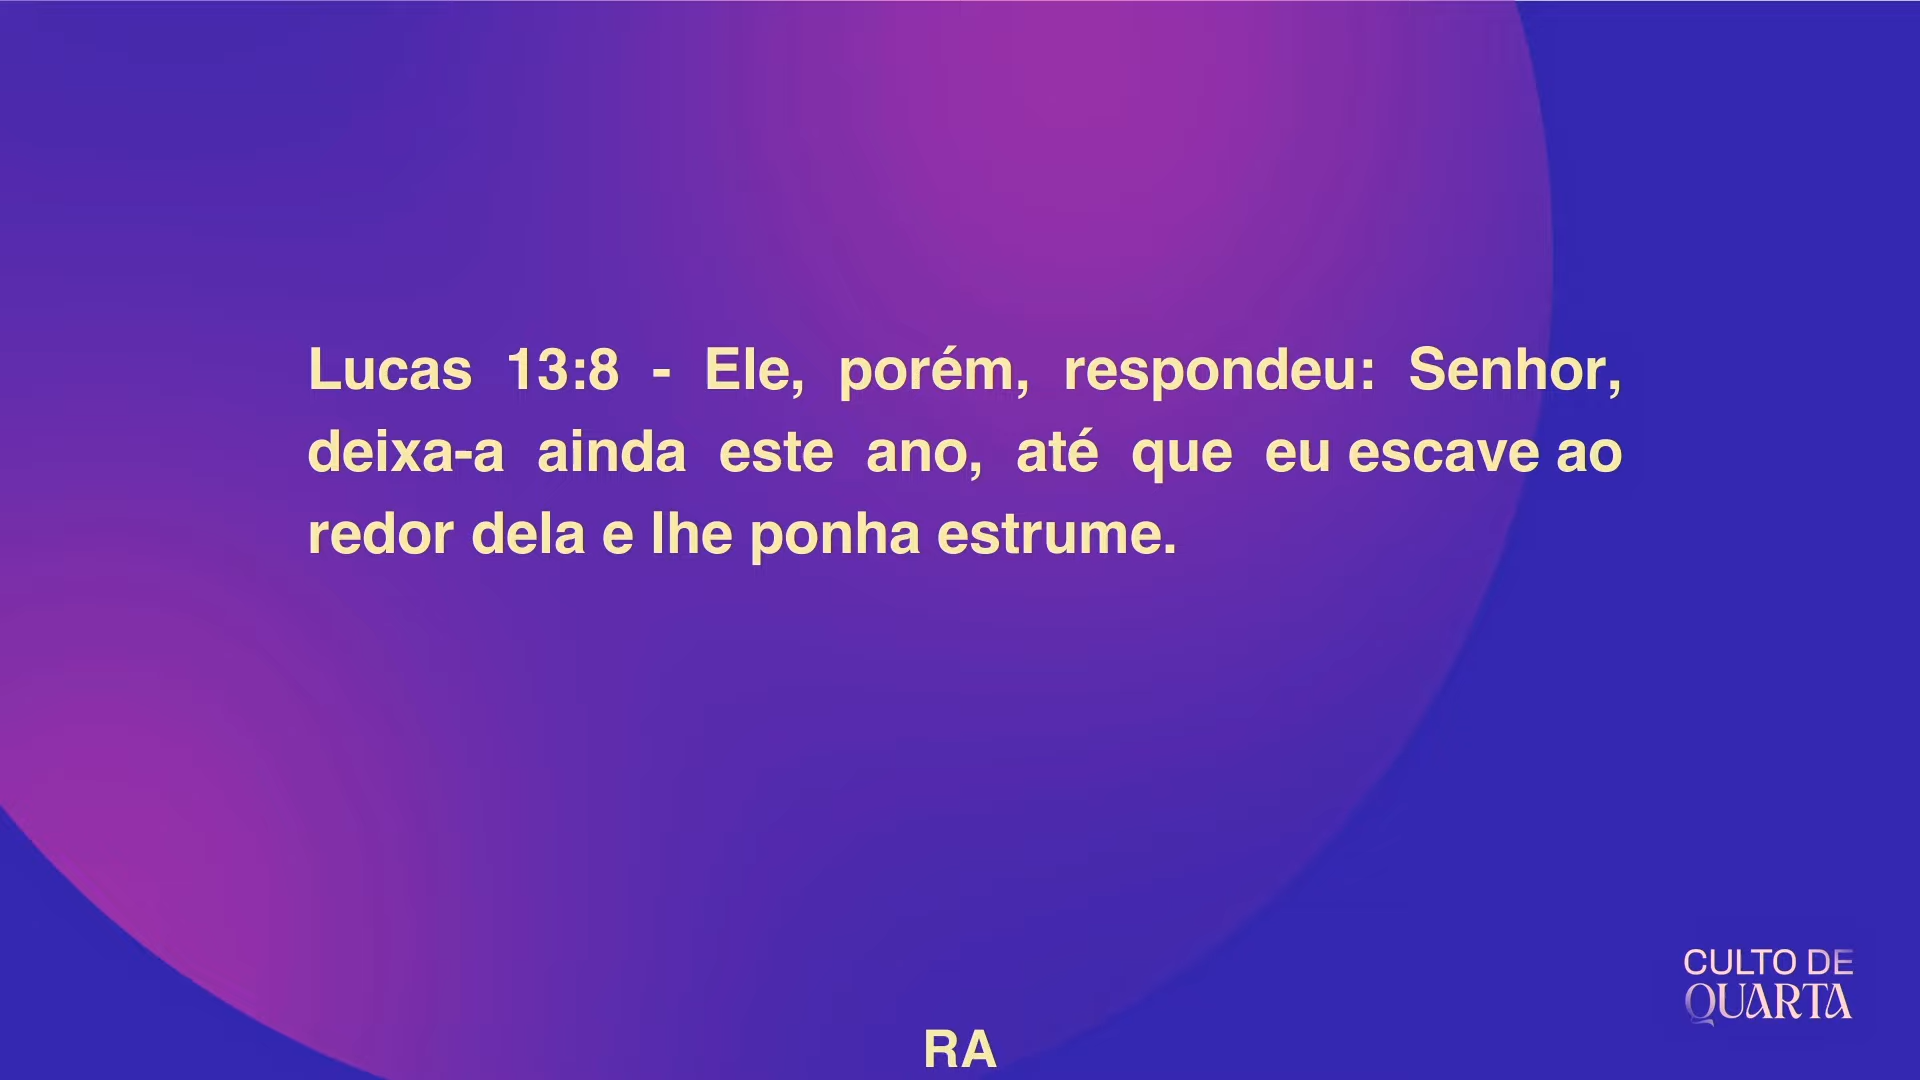 Lucas 13:8 - Ele, porém, respondeu: Senhor,
deixa-a ainda este ano, até que eu escave ao
redor dela e lhe ponha estrume.
CULTO DE
QUARTA
RA